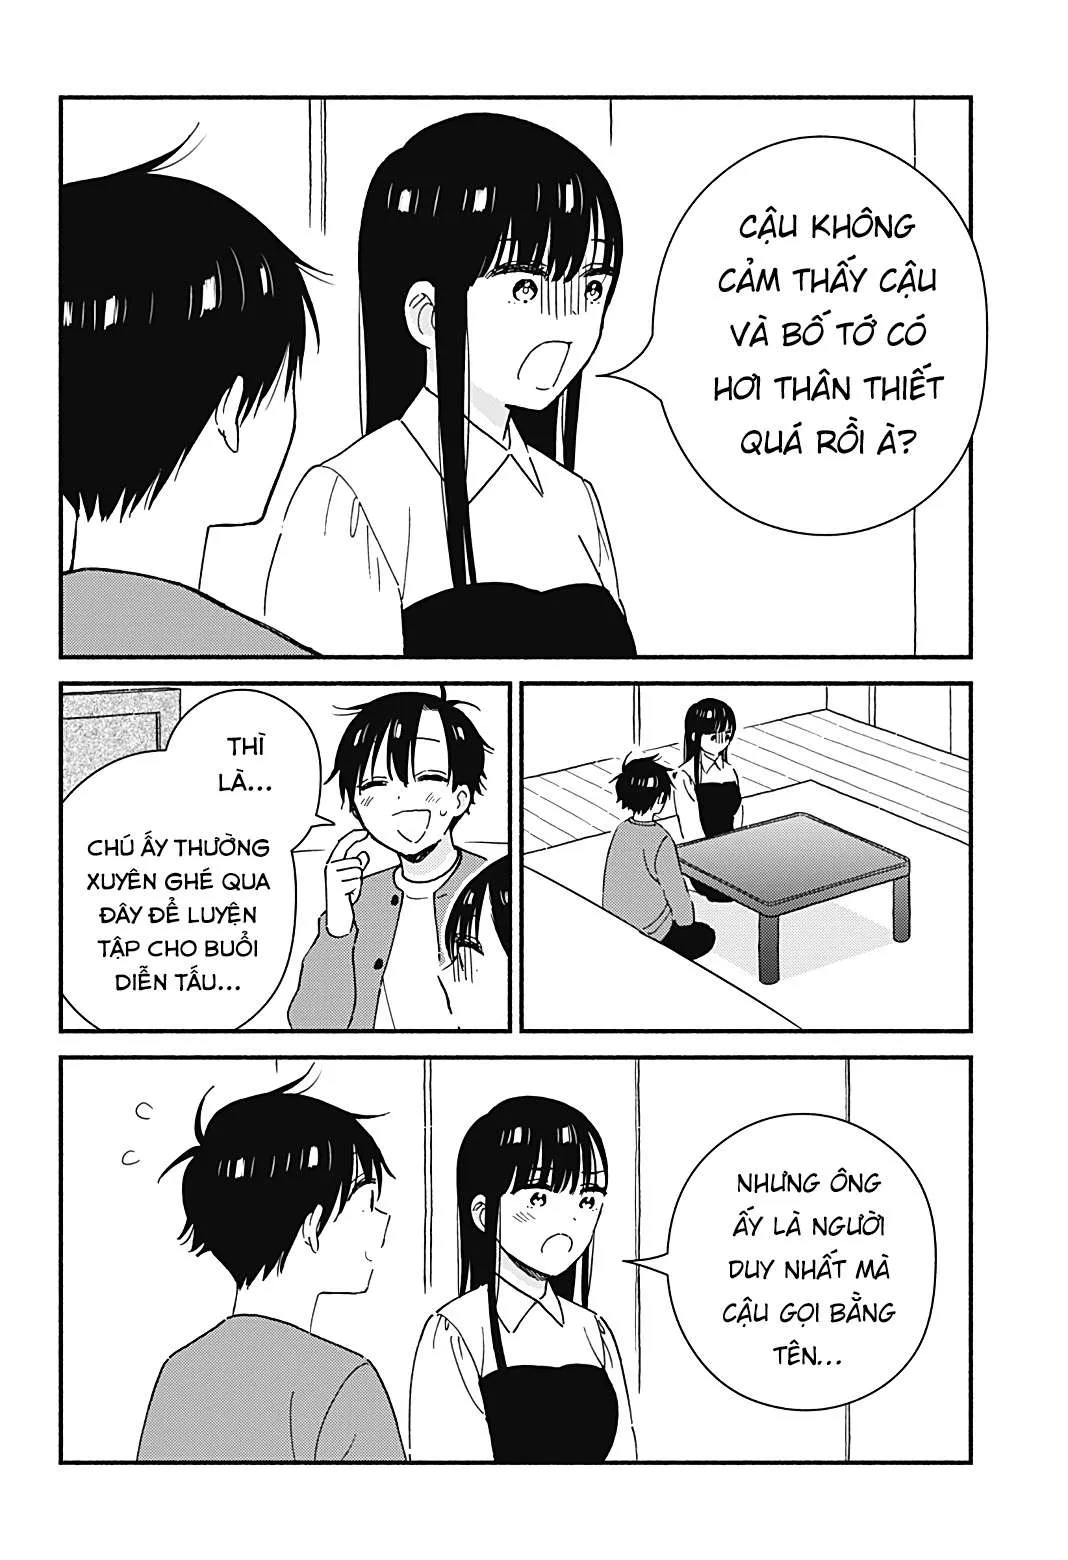 CẬU KHÔNG
CẢM THẤY CẬU
VÀ BỐ TỚ CÓ
HƠI THÂN THIẾT
QUÁ RỒI À?
THÌ
LÀ...
CHÚ ẤY THƯỜNG
XUYÊN GHÉ QUA
ĐÂY ĐỂ LUYỆN
TẬP CHO BUỔI
DIỄN TẤU...
NHƯNG ÔNG
ẤY LÀ NGƯỜI
DUY NHẤT MÀ
CẬU GỌI BẰNG
TÊN...